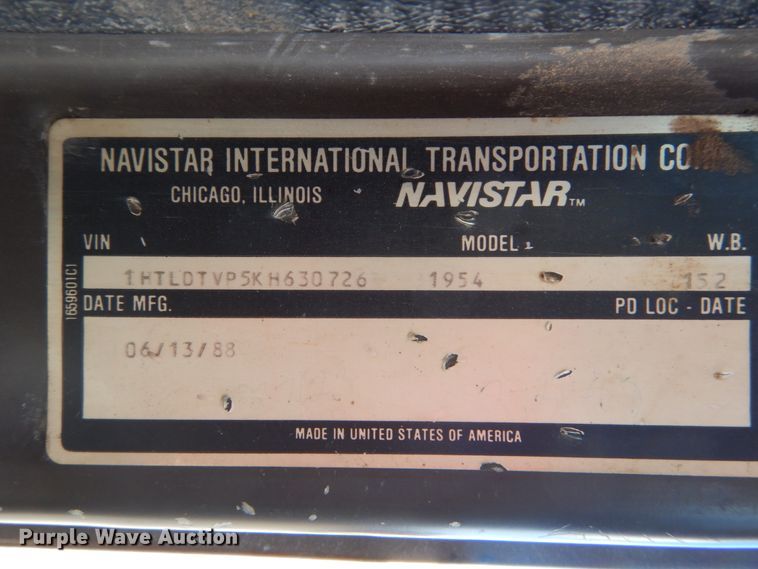 NAVISTAR INTERNATIONAL TRANSPORTATION
CHICAGO, ILLINOIS NAVISTAR TM
VIN MODEL W.B.
1HTLDTVP5KH630726 1954 152
1659601C1
DATE MFG. PD LOC - DATE
06/13/88
MADE IN UNITED STATES OF AMERICA
Purple Wave Auction